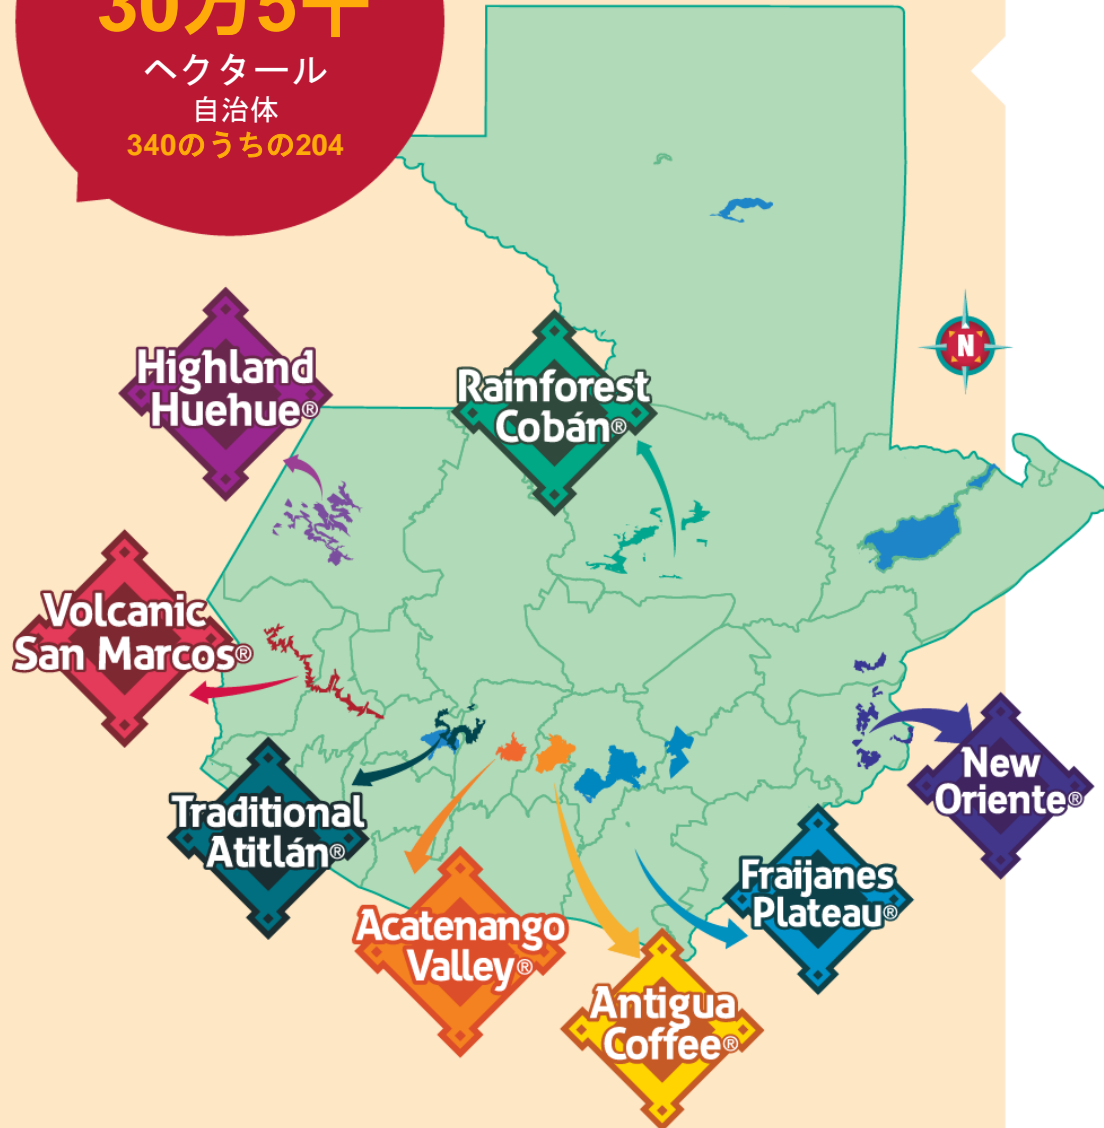 30万5千
ヘクタール
自治体
340のうちの204
N
Highland
Huehue®
Rainforest
Cobán®
Volcanic
San Marcos®
Traditional
Atitlán®
New
Oriente®
Fraijanes
Plateau®
Acatenango
Valley®
Antigua
Coffee®